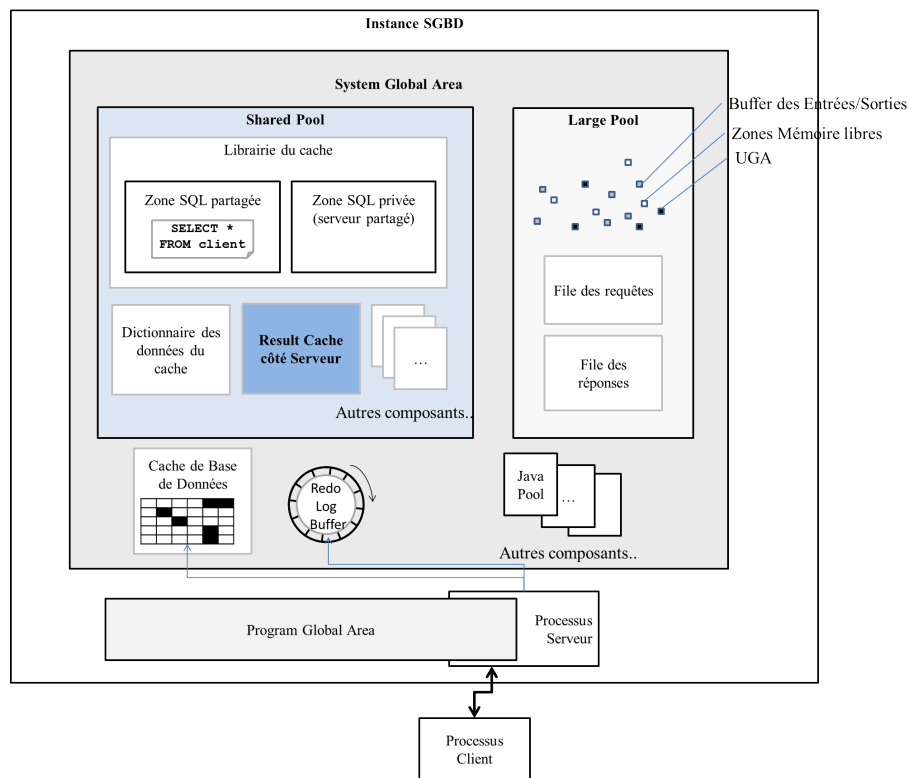 Instance SGBD
System Global Area
Shared Pool
Librairie du cache
Zone SQL partagée
SELECT *
FROM client
Zone SQL privée
(serveur partagé)
Dictionnaire des
données du
cache
Result Cache
côté Serveur
…
Autres composants..
Large Pool
Buffer des Entrées/Sorties
Zones Mémoire libres
UGA
File des requêtes
File des
réponses
Cache de Base
de Données
Redo
Log
Buffer
Java
Pool
…
Autres composants..
Program Global Area
Processus
Serveur
Processus
Client